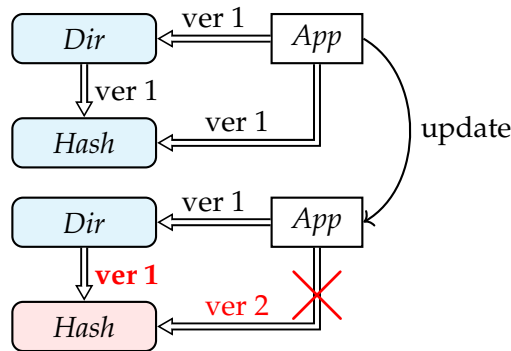 ver 1
Dir
App
ver 1
ver 1
Hash
update
ver 1
Dir
App
ver 1
ver 2
Hash